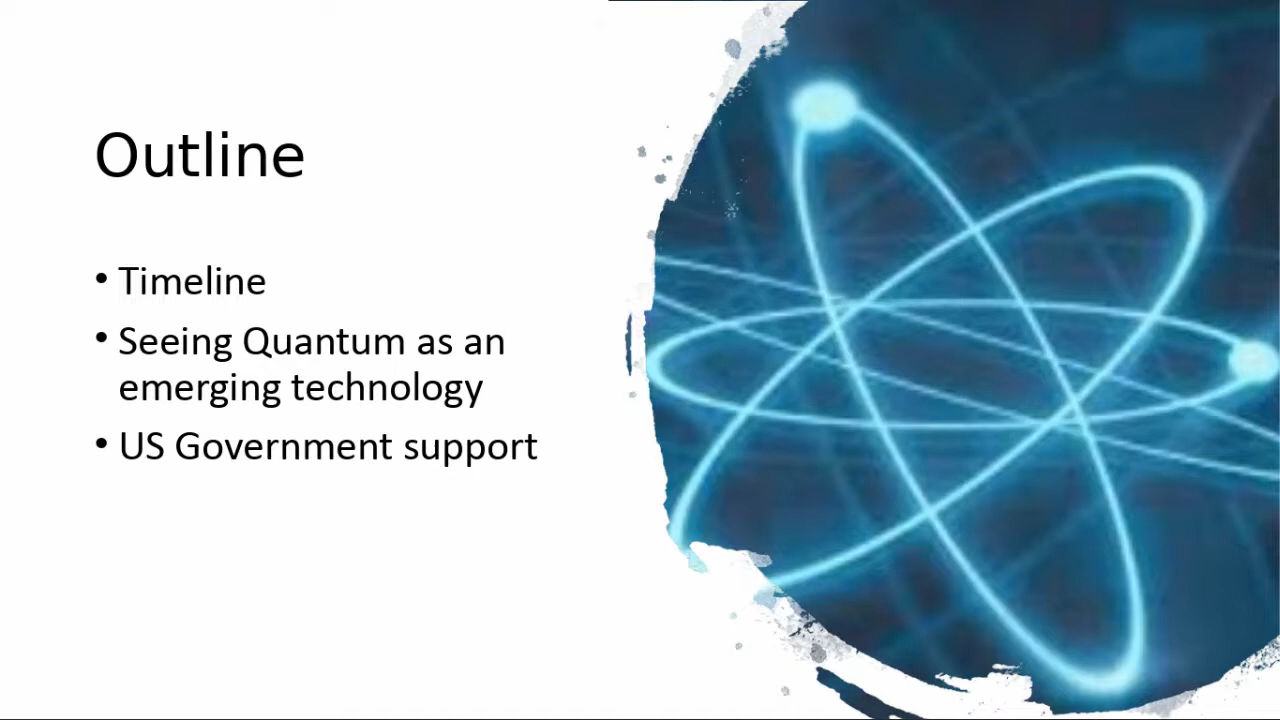 Outline
• Timeline
• Seeing Quantum as an
emerging technology
• US Government support